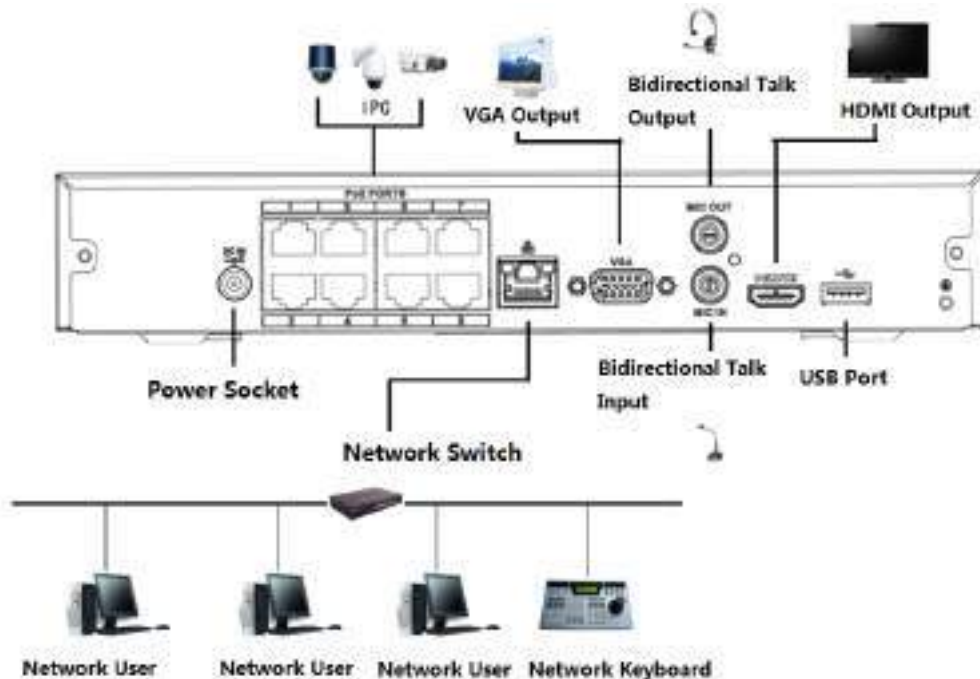 IPC
VGA Output
Bidirectional Talk
Output
HDMI Output
PoE PORTS
MIC OUT
VGA
MIC IN
Power Socket
Bidirectional Talk
Input
USB Port
Network Switch
Network User
Network User
Network User
Network Keyboard